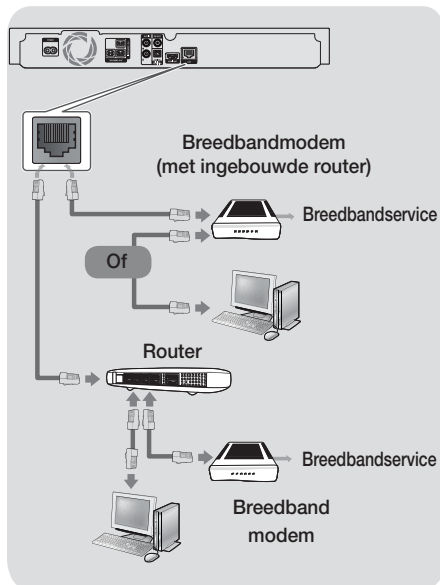 Breedbandmodem
(met ingebouwde router)
Breedbandservice
Of
Router
Breedbandservice
Breedband
modem